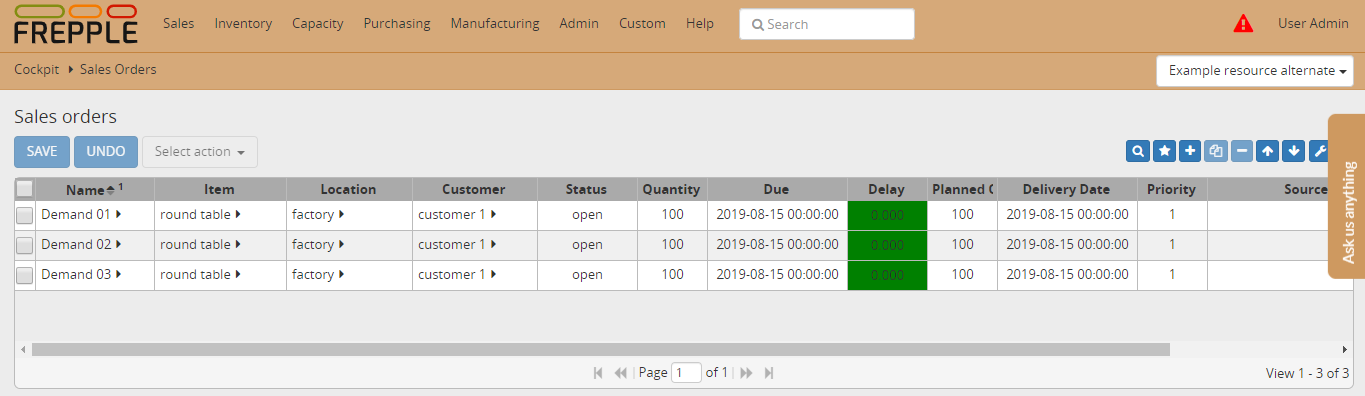 FREPPLE Sales Inventory Capacity Purchasing Manufacturing Admin Custom Help Search User Admin
Cockpit Sales Orders Example resource alternate
Sales orders
SAVE UNDO Select action
Name 1 Item Location Customer Status Quantity Due Delay Planned Delivery Date Priority Source
Demand 01 round table factory customer 1 open 100 2019-08-15 00:00:00 0.000 100 2019-08-15 00:00:00 1
Demand 02 round table factory customer 1 open 100 2019-08-15 00:00:00 0.000 100 2019-08-15 00:00:00 1
Demand 03 round table factory customer 1 open 100 2019-08-15 00:00:00 0.000 100 2019-08-15 00:00:00 1
Ask us anything
Page 1 of 1 View 1 - 3 of 3